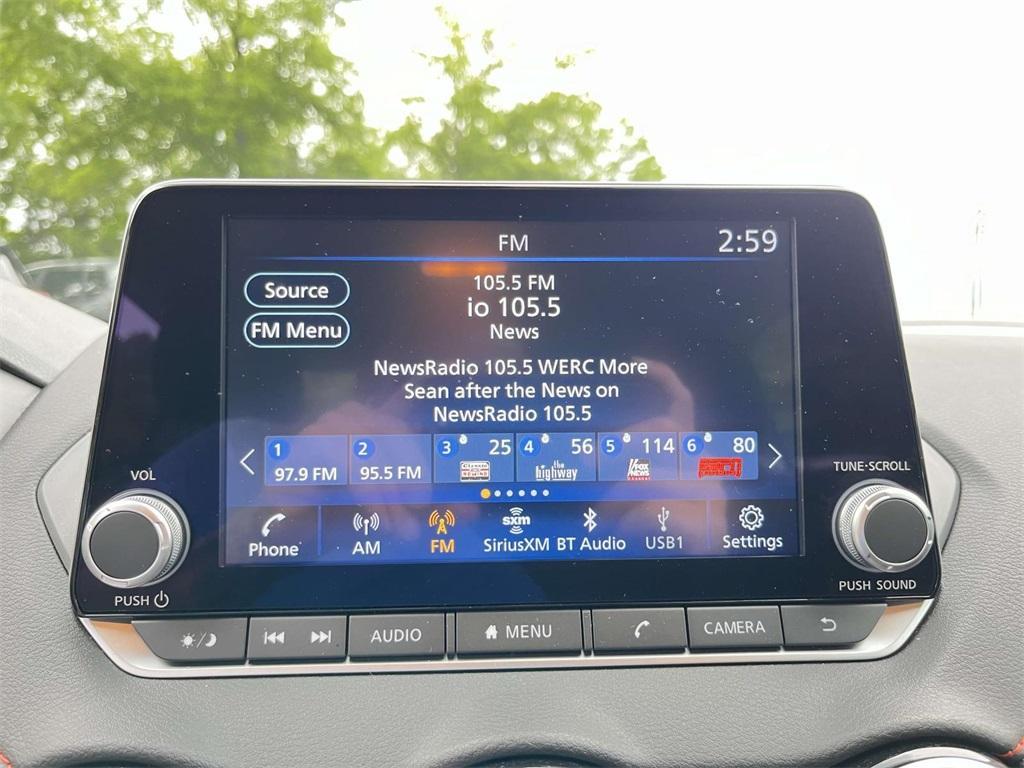 FM
2:59
Source
FM Menu
105.5 FM
io 105.5
News
NewsRadio 105.5 WERC More
Sean after the News on
NewsRadio 105.5
1
97.9 FM
2
95.5 FM
3 25
4 56
the highway
5 114
FOX NEWS channel
6 80
Phone
AM
FM
sxm
SiriusXM
BT Audio
USB1
Settings
VOL
PUSH
TUNE·SCROLL
PUSH SOUND
AUDIO
MENU
CAMERA